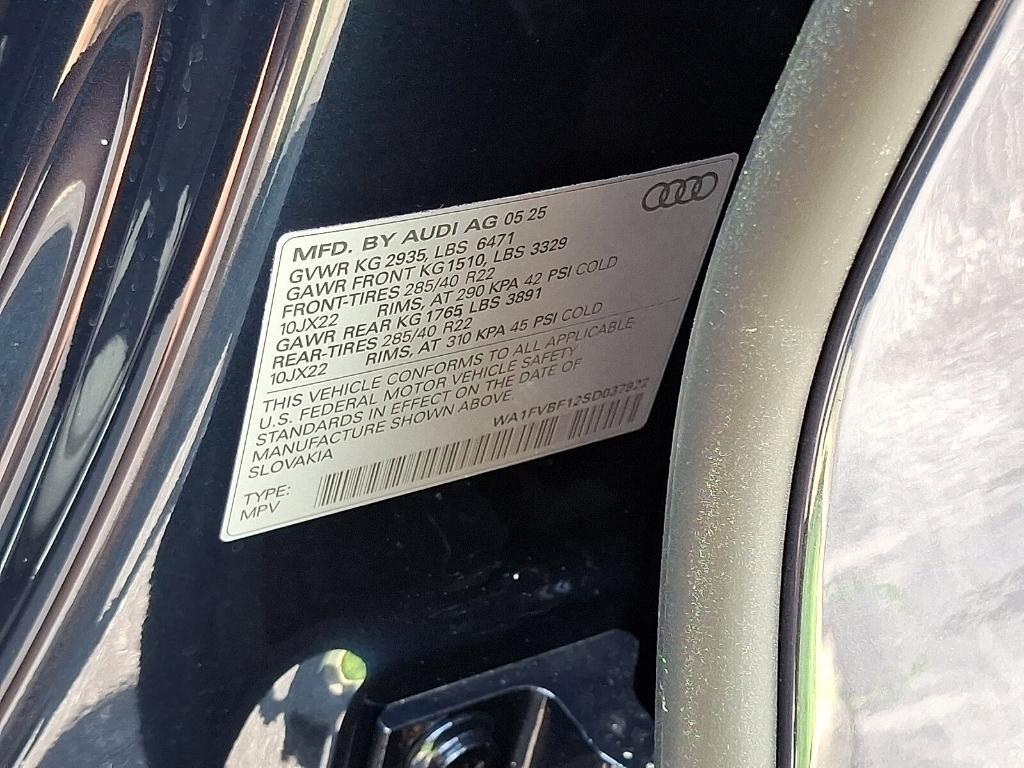 MFD. BY AUDI AG 05 25
GVWR KG 2935, LBS 6471
GAWR FRONT KG 1510, LBS 3329
FRONT-TIRES 285/40 R22
10JX22 RIMS, AT 290 KPA 42 PSI COLD
GAWR REAR KG 1765 LBS 3891
REAR-TIRES 285/40 R22
10JX22 RIMS, AT 310 KPA 45 PSI COLD
THIS VEHICLE CONFORMS TO ALL APPLICABLE
U.S. FEDERAL MOTOR VEHICLE SAFETY
STANDARDS IN EFFECT ON THE DATE OF
MANUFACTURE SHOWN ABOVE.
SLOVAKIA
WA1FVBF12SD037822
TYPE:
MPV